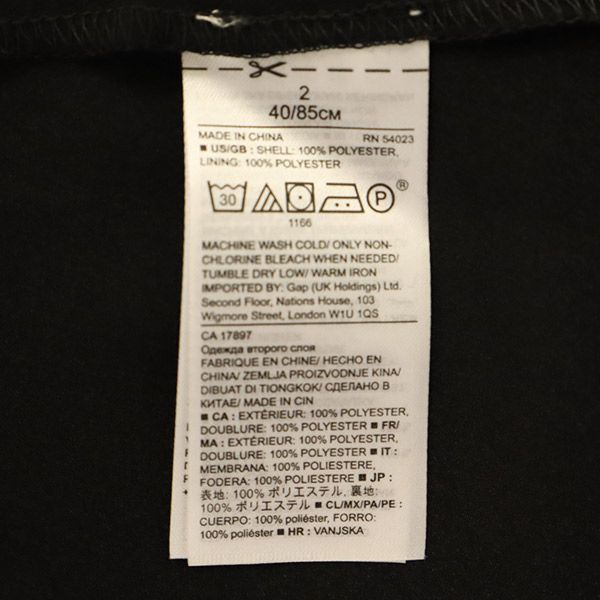 2
40/85CM
MADE IN CHINA RN 54023
■ US/GB : SHELL: 100% POLYESTER,
LINING: 100% POLYESTER
30 P ®
1166
MACHINE WASH COLD/ ONLY NON-
CHLORINE BLEACH WHEN NEEDED/
TUMBLE DRY LOW/ WARM IRON
IMPORTED BY: Gap (UK Holdings) Ltd.
Second Floor, Nations House, 103
Wigmore Street, London W1U 1QS
CA 17897
Одежда второго слоя
FABRIQUE EN CHINE/ HECHO EN
CHINA/ ZEMLJA PROIZVODNJE KINA/
DIBUAT DI TIONGKOK/ СДЕЛАНО В
КИТАЕ/ MADE IN CIN
■ CA : EXTÉRIEUR: 100% POLYESTER,
DOUBLURE: 100% POLYESTER ■ FR/
MA : EXTÉRIEUR: 100% POLYESTER,
DOUBLURE: 100% POLYESTER ■ IT :
MEMBRANA: 100% POLIESTERE,
FODERA: 100% POLIESTERE ■ JP :
表地: 100% ポリエステル, 裏地:
100% ポリエステル ■ CL/MX/PA/PE :
CUERPO: 100% poliéster, FORRO:
100% poliéster ■ HR : VANJSKA